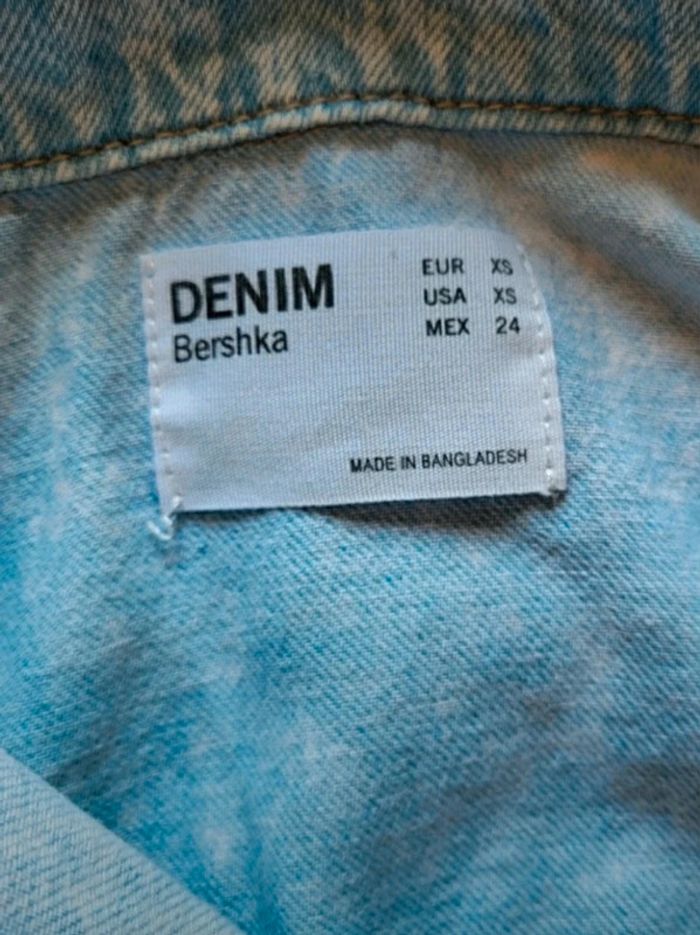 DENIM
Bershka
EUR XS
USA XS
MEX 24
MADE IN BANGLADESH